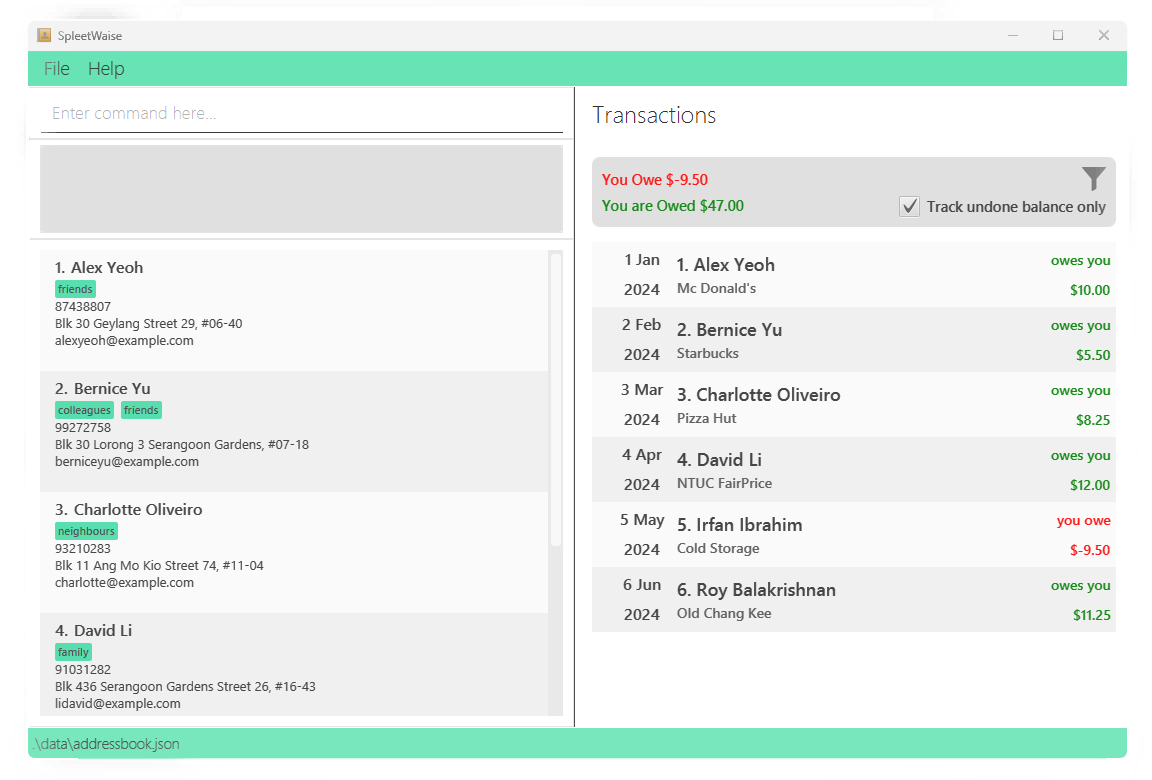 SpleetWaise
File Help
Enter command here...
1. Alex Yeoh
friends
87438807
Blk 30 Geylang Street 29, #06-40
alexyeoh@example.com
2. Bernice Yu
colleagues friends
99272758
Blk 30 Lorong 3 Serangoon Gardens, #07-18
berniceyu@example.com
3. Charlotte Oliveiro
neighbours
93210283
Blk 11 Ang Mo Kio Street 74, #11-04
charlotte@example.com
4. David Li
family
91031282
Blk 436 Serangoon Gardens Street 26, #16-43
lidavid@example.com
Transactions
You Owe $-9.50
You are Owed $47.00
Track undone balance only
1 Jan 1. Alex Yeoh owes you
2024 Mc Donald's $10.00
2 Feb 2. Bernice Yu owes you
2024 Starbucks $5.50
3 Mar 3. Charlotte Oliveiro owes you
2024 Pizza Hut $8.25
4 Apr 4. David Li owes you
2024 NTUC FairPrice $12.00
5 May 5. Irfan Ibrahim you owe
2024 Cold Storage $-9.50
6 Jun 6. Roy Balakrishnan owes you
2024 Old Chang Kee $11.25
.\data\addressbook.json